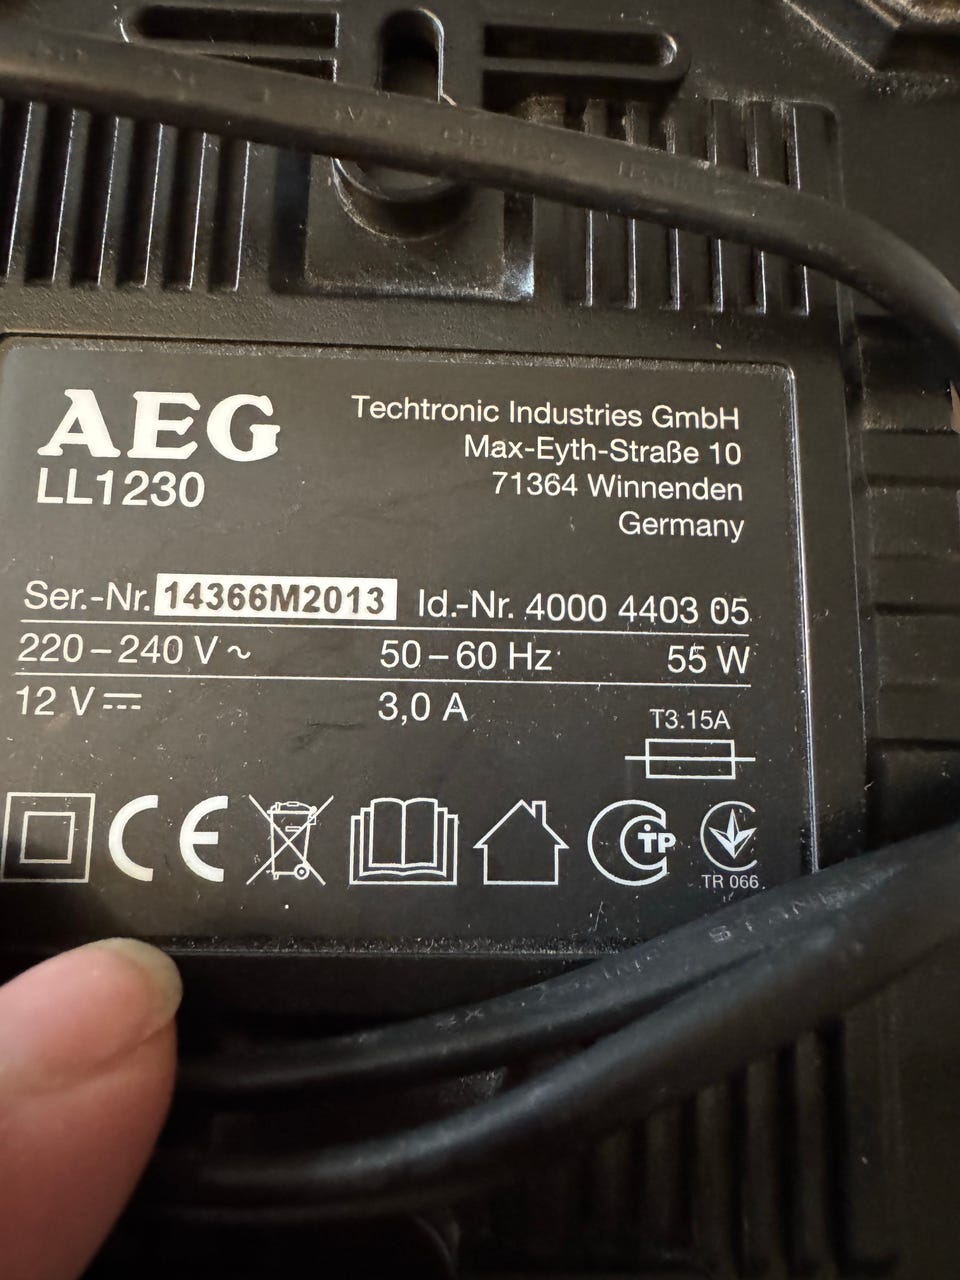 AEG
LL1230
Techtronic Industries GmbH
Max-Eyth-Straße 10
71364 Winnenden
Germany
Ser.-Nr. 14366M2013 Id.-Nr. 4000 4403 05
220–240 V ~ 50–60 Hz 55 W
12 V ⎓ 3,0 A
T3.15A
CE
TR 066